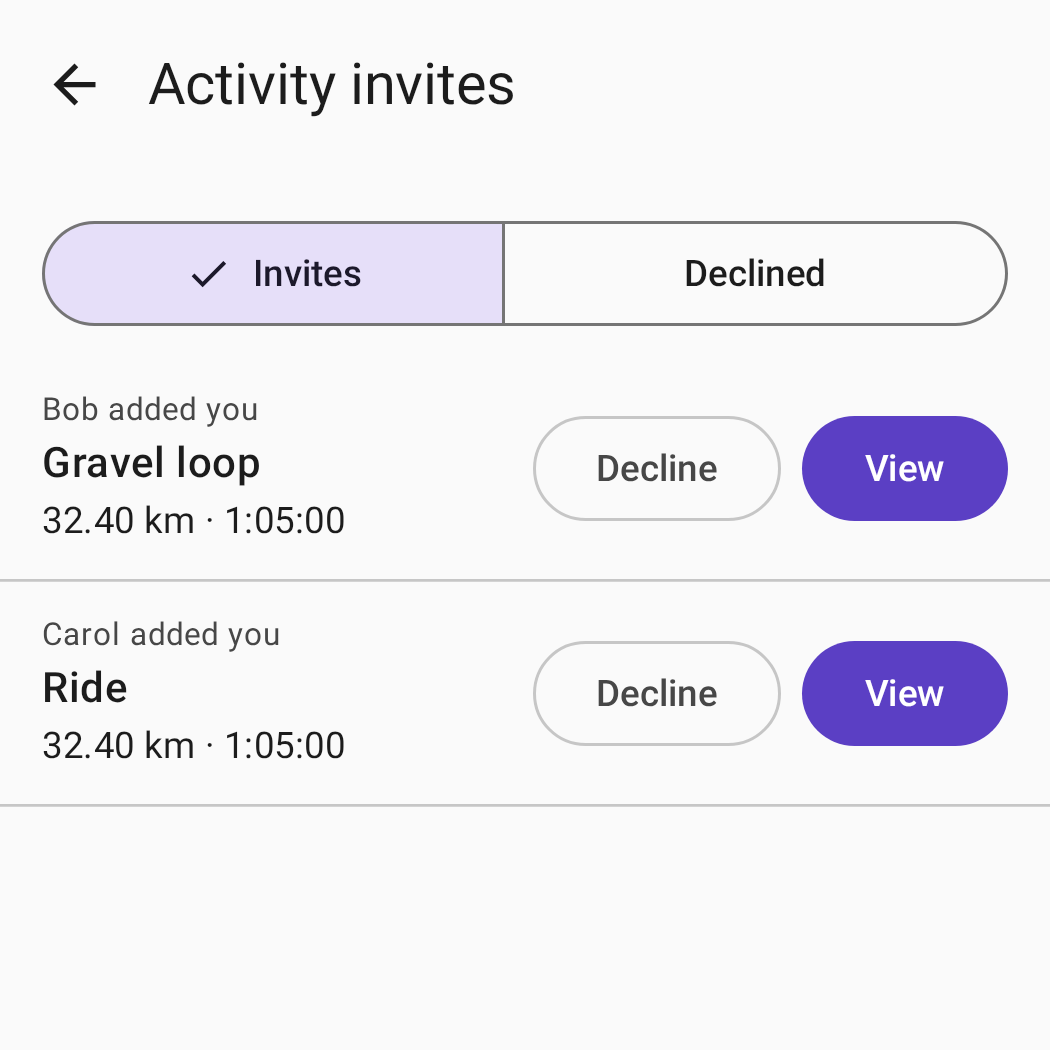 Activity invites
Invites
Declined
Bob added you
Gravel loop
32.40 km · 1:05:00
Decline
View
Carol added you
Ride
32.40 km · 1:05:00
Decline
View